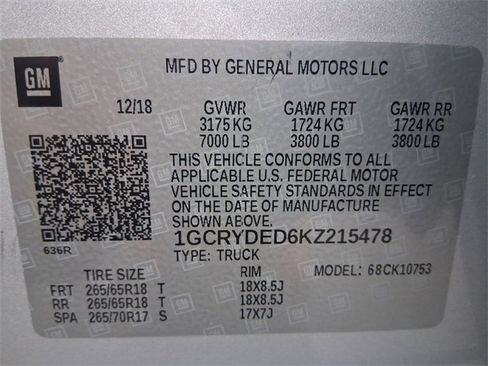 GM
MFD BY GENERAL MOTORS LLC
12/18 GVWR GAWR FRT GAWR RR
3175 KG 1724 KG 1724 KG
7000 LB 3800 LB 3800 LB
THIS VEHICLE CONFORMS TO ALL
APPLICABLE U.S. FEDERAL MOTOR
VEHICLE SAFETY STANDARDS IN EFFECT
ON THE DATE OF MANUFACTURE
SHOWN ABOVE.
636R 1GCRYDED6KZ215478
TYPE: TRUCK MODEL: 68CK10753
TIRE SIZE RIM
FRT 265/65R18 T 18X8.5J
RR 265/65R18 T 18X8.5J
SPA 265/70R17 S 17X7J